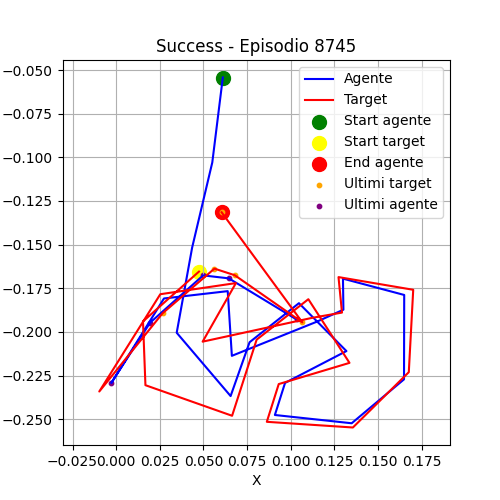 Success - Episodio 8745
Agente
Target
Start agente
Start target
End agente
Ultimi target
Ultimi agente
−0.050
−0.075
−0.100
−0.125
−0.150
−0.175
−0.200
−0.225
−0.250
−0.025 0.000 0.025 0.050 0.075 0.100 0.125 0.150 0.175
X